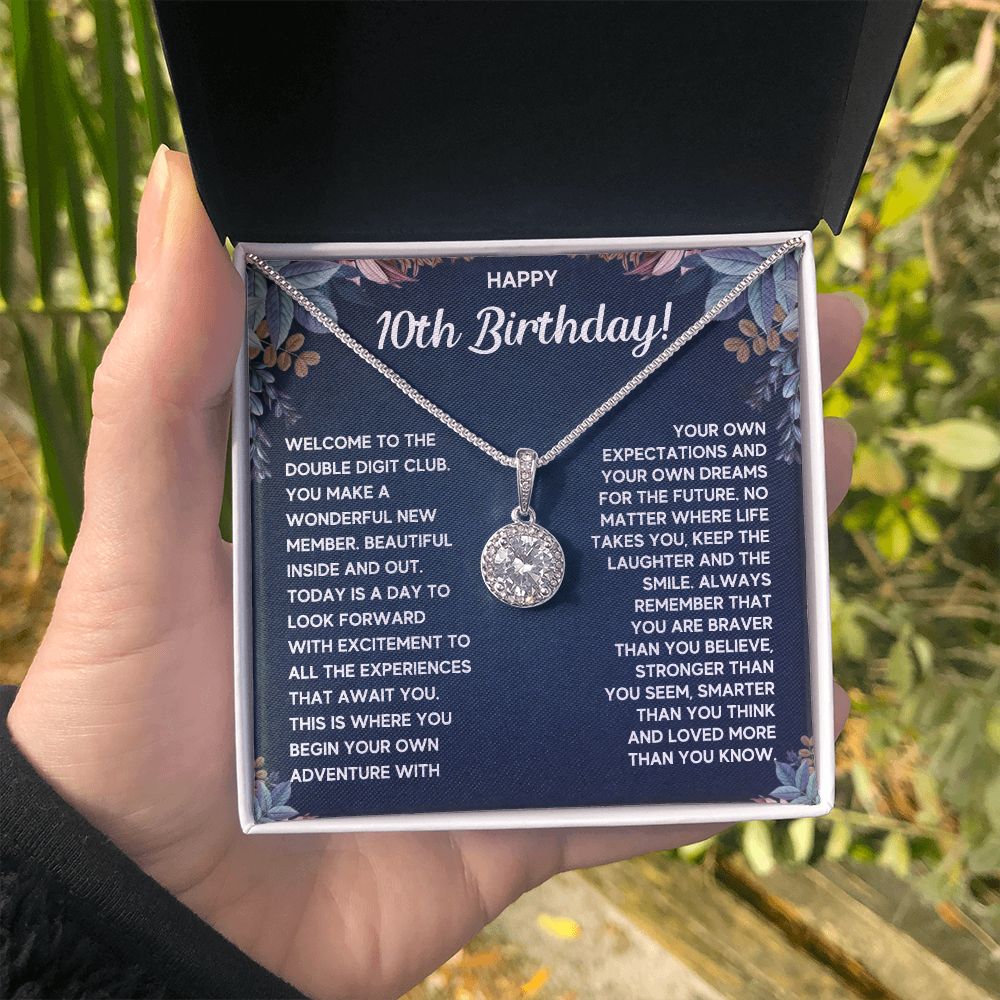 HAPPY
10th Birthday!
WELCOME TO THE
DOUBLE DIGIT CLUB.
YOU MAKE A
WONDERFUL NEW
MEMBER. BEAUTIFUL
INSIDE AND OUT.
TODAY IS A DAY TO
LOOK FORWARD
WITH EXCITEMENT TO
ALL THE EXPERIENCES
THAT AWAIT YOU.
THIS IS WHERE YOU
BEGIN YOUR OWN
ADVENTURE WITH
YOUR OWN
EXPECTATIONS AND
YOUR OWN DREAMS
FOR THE FUTURE. NO
MATTER WHERE LIFE
TAKES YOU, KEEP THE
LAUGHTER AND THE
SMILE. ALWAYS
REMEMBER THAT
YOU ARE BRAVER
THAN YOU BELIEVE,
STRONGER THAN
YOU SEEM, SMARTER
THAN YOU THINK
AND LOVED MORE
THAN YOU KNOW.